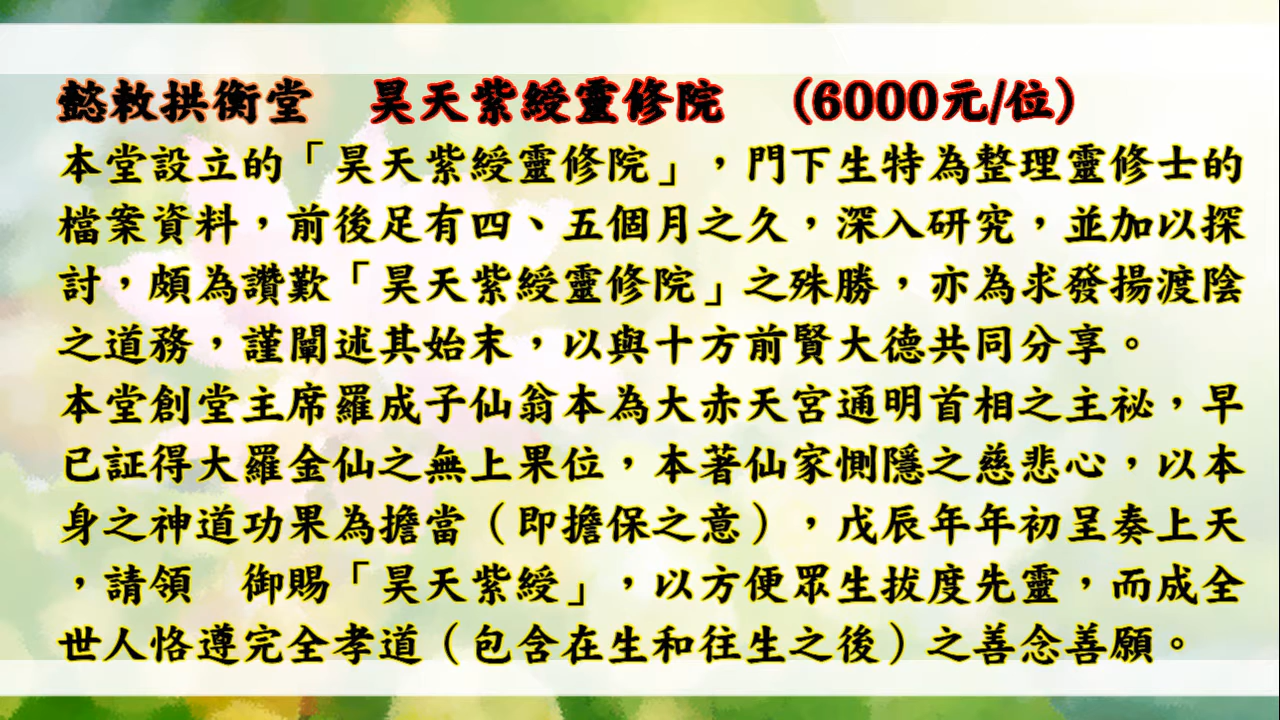 懿敕拱衡堂　昊天紫綬靈修院　（6000元/位）
本堂設立的「昊天紫綬靈修院」，門下生特為整理靈修士的
檔案資料，前後足有四、五個月之久，深入研究，並加以探
討，頗為讚歎「昊天紫綬靈修院」之殊勝，亦為求發揚渡陰
之道務，謹闡述其始末，以與十方前賢大德共同分享。
本堂創堂主席羅成子仙翁本為大赤天宮通明首相之主祕，早
已証得大羅金仙之無上果位，本著仙家惻隱之慈悲心，以本
身之神道功果為擔當（即擔保之意），戊辰年年初呈奏上天
，請領　御賜「昊天紫綬」，以方便眾生拔度先靈，而成全
世人恪遵完全孝道（包含在生和往生之後）之善念善願。